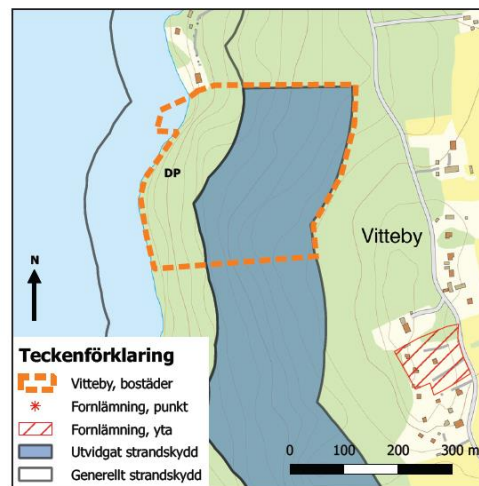 DP
Vitteby
N
Teckenförklaring
Vitteby, bostäder
Fornlämning, punkt
Fornlämning, yta
Utvidgat strandskydd
Generellt strandskydd
0 100 200 300 m